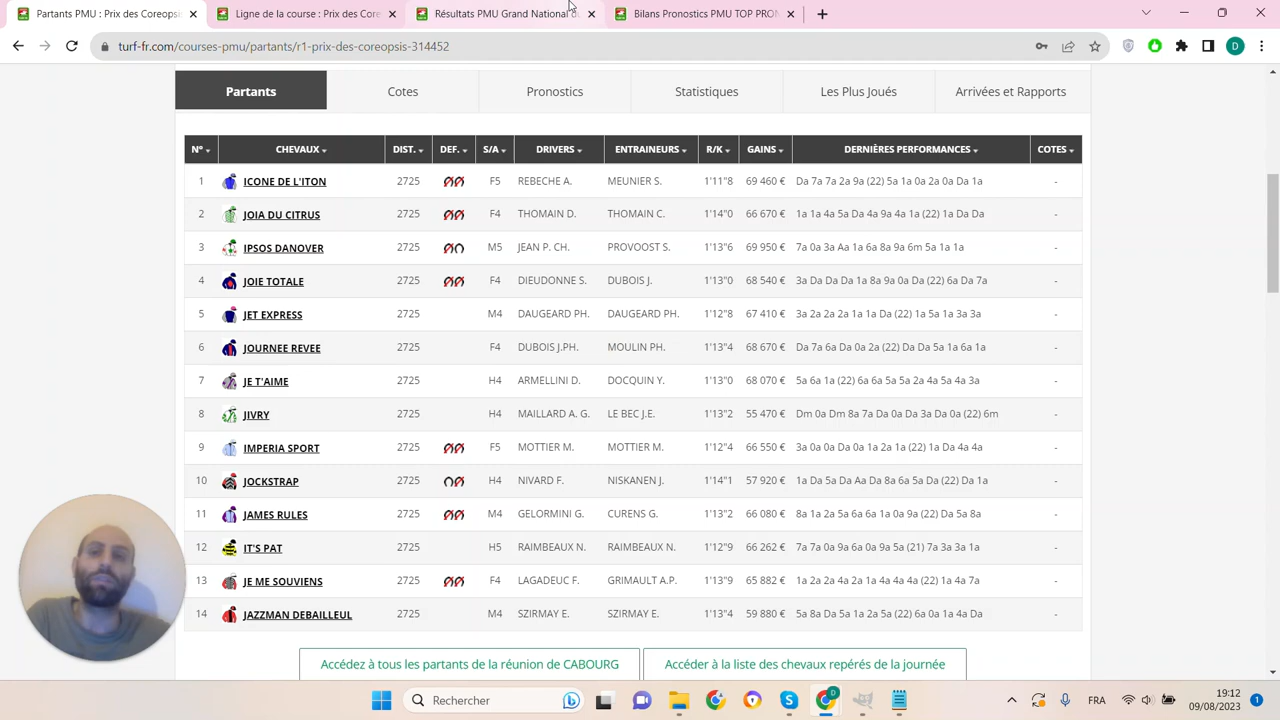 Partants PMU : Prix des Coreopsis
Ligne de la course : Prix des Core
Résultats PMU Grand National d
Bilans Pronostics PMU TOP PRON
turf-fr.com/courses-pmu/partants/r1-prix-des-coreopsis-314452
D
Partants Cotes Pronostics Statistiques Les Plus Joués Arrivées et Rapports
N° CHEVAUX DIST. DEF. S/A DRIVERS ENTRAINEURS R/K GAINS DERNIÈRES PERFORMANCES COTES
1 ICONE DE L'ITON 2725 F5 REBECHE A. MEUNIER S. 1'11"8 69 460 € Da 7a 7a 2a 9a (22) 5a 1a 0a 2a 0a Da 1a -
2 JOIA DU CITRUS 2725 F4 THOMAIN D. THOMAIN C. 1'14"0 66 670 € 1a 1a 4a 5a Da 4a 9a 4a 1a (22) 1a Da Da -
3 IPSOS DANOVER 2725 M5 JEAN P. CH. PROVOOST S. 1'13"6 69 950 € 7a 0a 3a Aa 1a 6a 8a 9a 6m 5a 1a 1a -
4 JOIE TOTALE 2725 F4 DIEUDONNE S. DUBOIS J. 1'13"0 68 540 € 3a Da Da Da 1a 8a 9a 0a Da (22) 6a Da 7a -
5 JET EXPRESS 2725 M4 DAUGEARD PH. DAUGEARD PH. 1'12"8 67 410 € 3a 2a 2a 2a 1a 1a Da (22) 1a 5a 1a 3a 3a -
6 JOURNEE REVEE 2725 F4 DUBOIS J.PH. MOULIN PH. 1'13"4 68 670 € Da 7a 6a Da 0a 2a (22) Da Da 5a 1a 6a 1a -
7 JE T'AIME 2725 H4 ARMELLINI D. DOCQUIN Y. 1'13"0 68 070 € 5a 6a 1a (22) 6a 6a 5a 5a 2a 4a 5a 4a 3a -
8 JIVRY 2725 H4 MAILLARD A. G. LE BEC J.E. 1'13"2 55 470 € Dm 0a Dm 8a 7a Da 0a Da 3a Da 0a (22) 6m -
9 IMPERIA SPORT 2725 F5 MOTTIER M. MOTTIER M. 1'12"4 66 550 € 3a 0a 0a Da 0a 1a 2a 1a (22) 1a Da 4a 4a -
10 JOCKSTRAP 2725 H4 NIVARD F. NISKANEN J. 1'14"1 57 920 € 1a Da 5a Da Aa Da 8a 6a 5a Da (22) Da 1a -
11 JAMES RULES 2725 M4 GELORMINI G. CURENS G. 1'13"2 66 080 € 8a 1a 2a 5a 6a 6a 1a 0a 9a (22) Da 5a 8a -
12 IT'S PAT 2725 H5 RAIMBEAUX N. RAIMBEAUX N. 1'12"9 66 262 € 7a 7a 0a 9a 6a 0a 9a 5a (21) 7a 3a 3a 1a -
13 JE ME SOUVIENS 2725 F4 LAGADEUC F. GRIMAULT A.P. 1'13"9 65 882 € 1a 2a 2a 4a 2a 1a 4a 4a 4a (22) 1a 4a 7a -
14 JAZZMAN DEBAILLEUL 2725 M4 SZIRMAY E. SZIRMAY E. 1'13"4 59 880 € 5a 8a Da 5a 1a 2a 5a (22) 6a 0a 1a 4a Da -
Accédez à tous les partants de la réunion de CABOURG
Accéder à la liste des chevaux repérés de la journée
Rechercher
D
FRA
19:12
09/08/2023
1